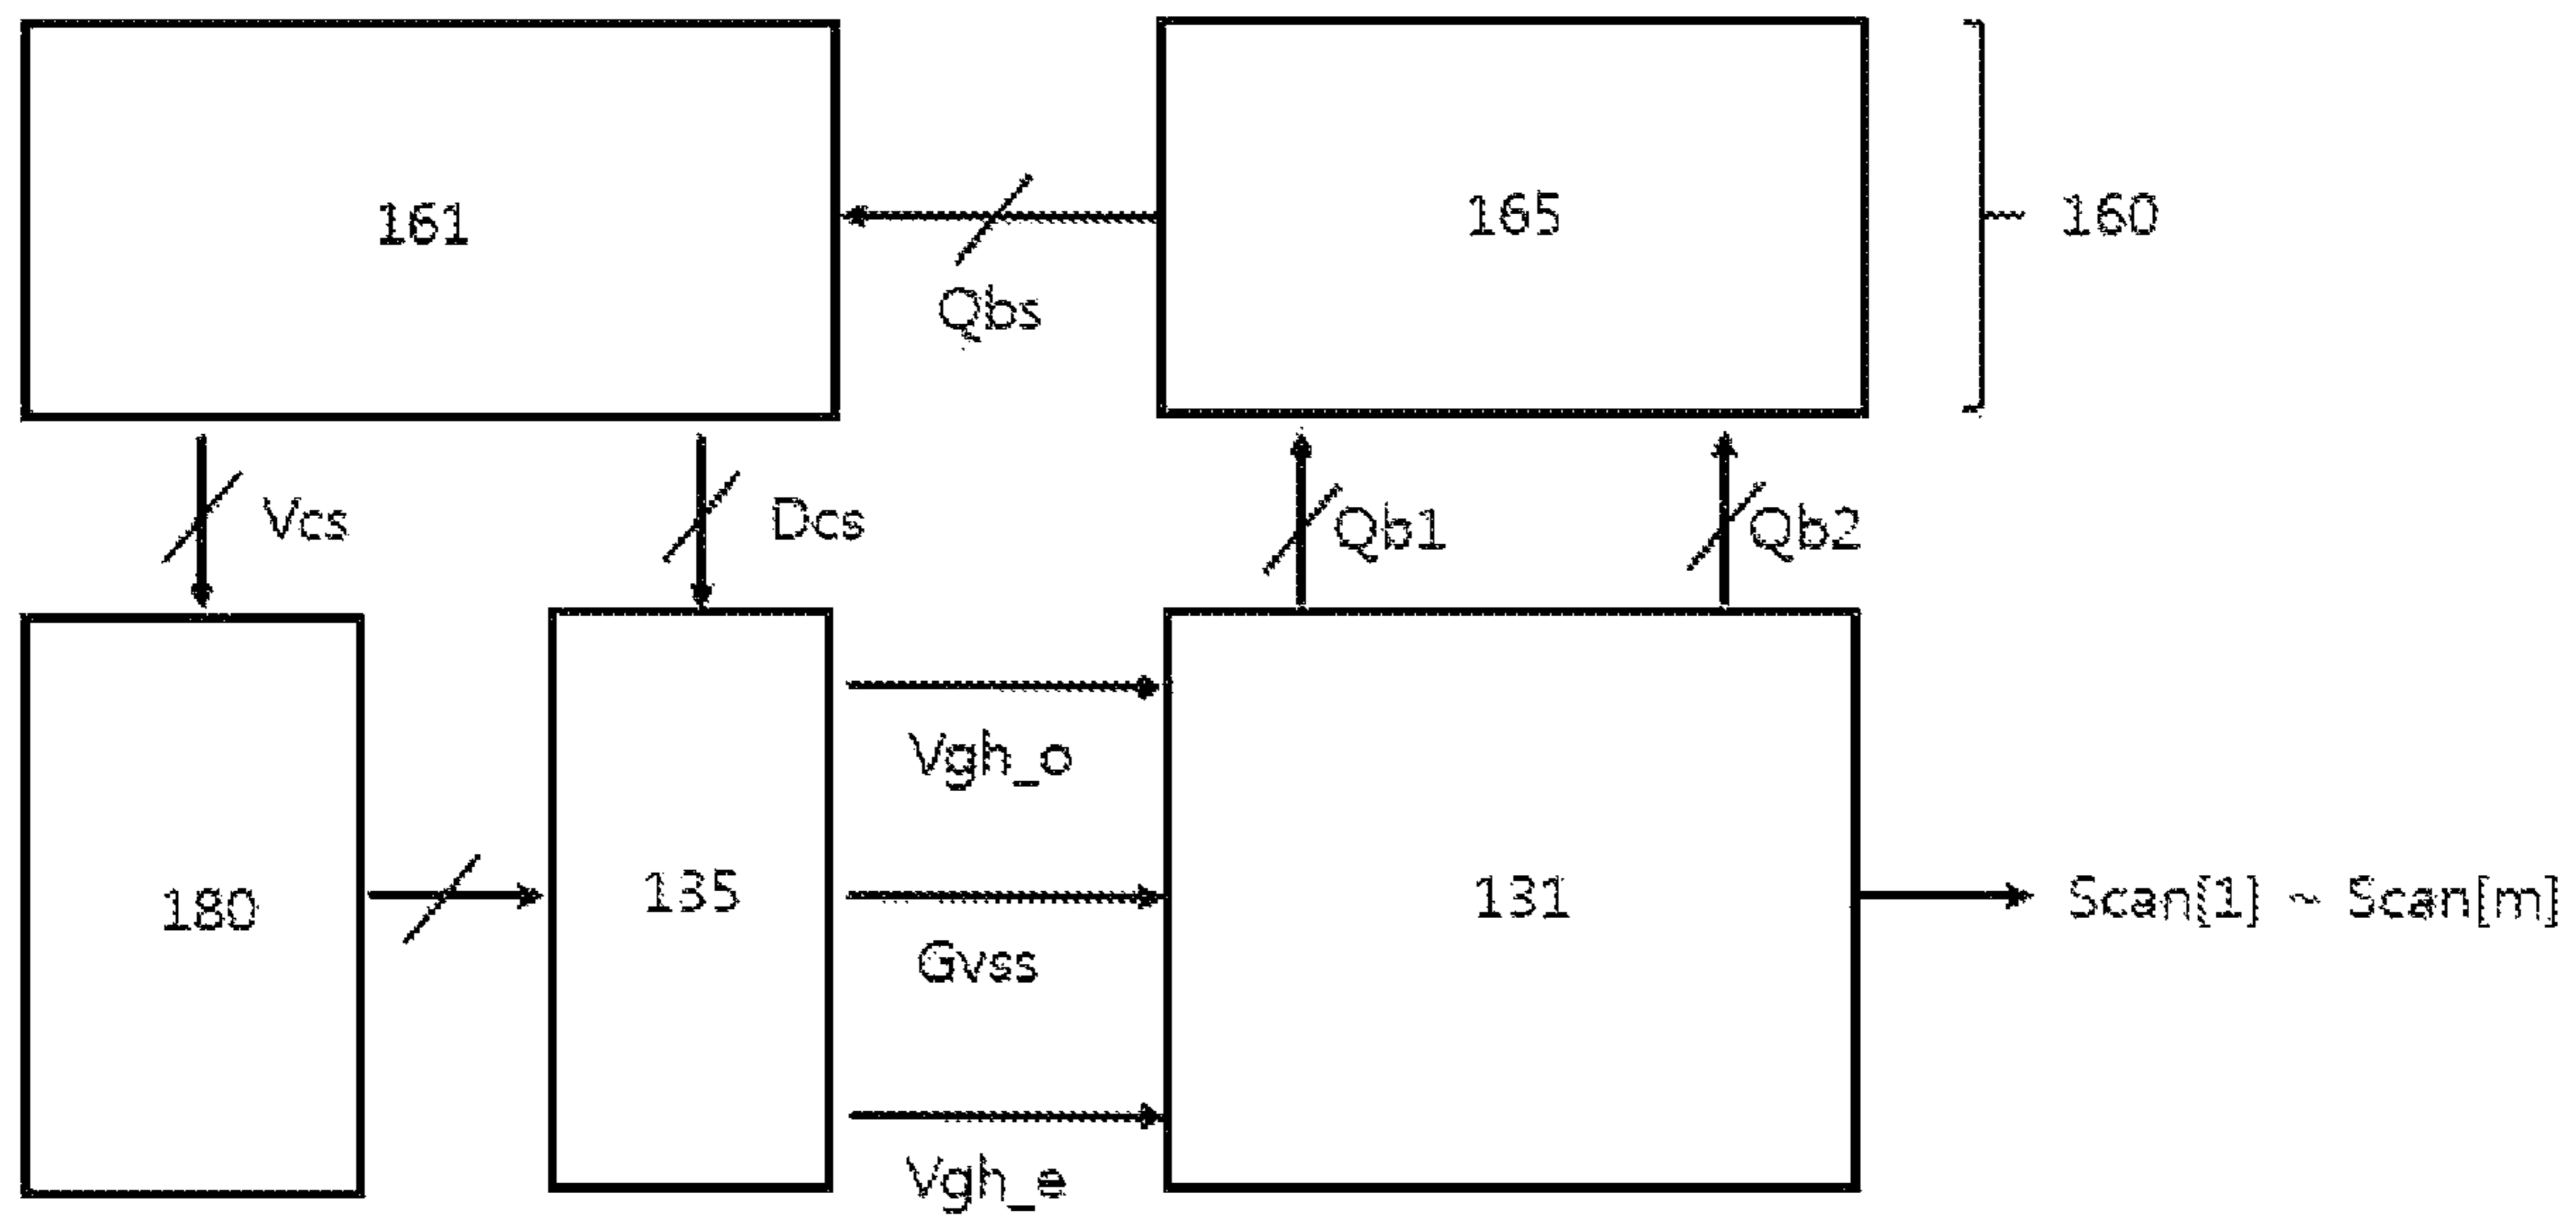 161
165
160
Qbs
Vcs
Dcs
Qb1
Qb2
Vgh_o
180
135
131
Scan[1] ~ Scan[m]
Gvss
Vgh_e